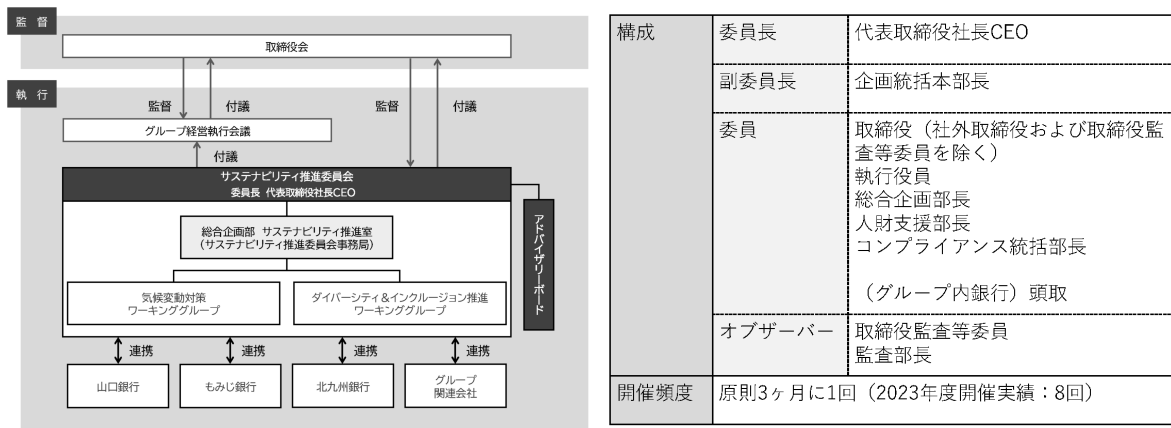 監 督
取締役会
執 行
監督
付議
監督
付議
グループ経営執行会議
付議
サステナビリティ推進委員会
委員長 代表取締役社長CEO
アドバイザリーボード
総合企画部 サステナビリティ推進室
(サステナビリティ推進委員会事務局)
気候変動対策
ワーキンググループ
ダイバーシティ&インクルージョン推進
ワーキンググループ
連携
連携
連携
連携
山口銀行
もみじ銀行
北九州銀行
グループ
関連会社
構成
委員長
代表取締役社長CEO
副委員長
企画統括本部長
委員
取締役(社外取締役および取締役監
査等委員を除く)
執行役員
総合企画部長
人財支援部長
コンプライアンス統括部長
(グループ内銀行)頭取
オブザーバー
取締役監査等委員
監査部長
開催頻度
原則3ヶ月に1回(2023年度開催実績:8回)